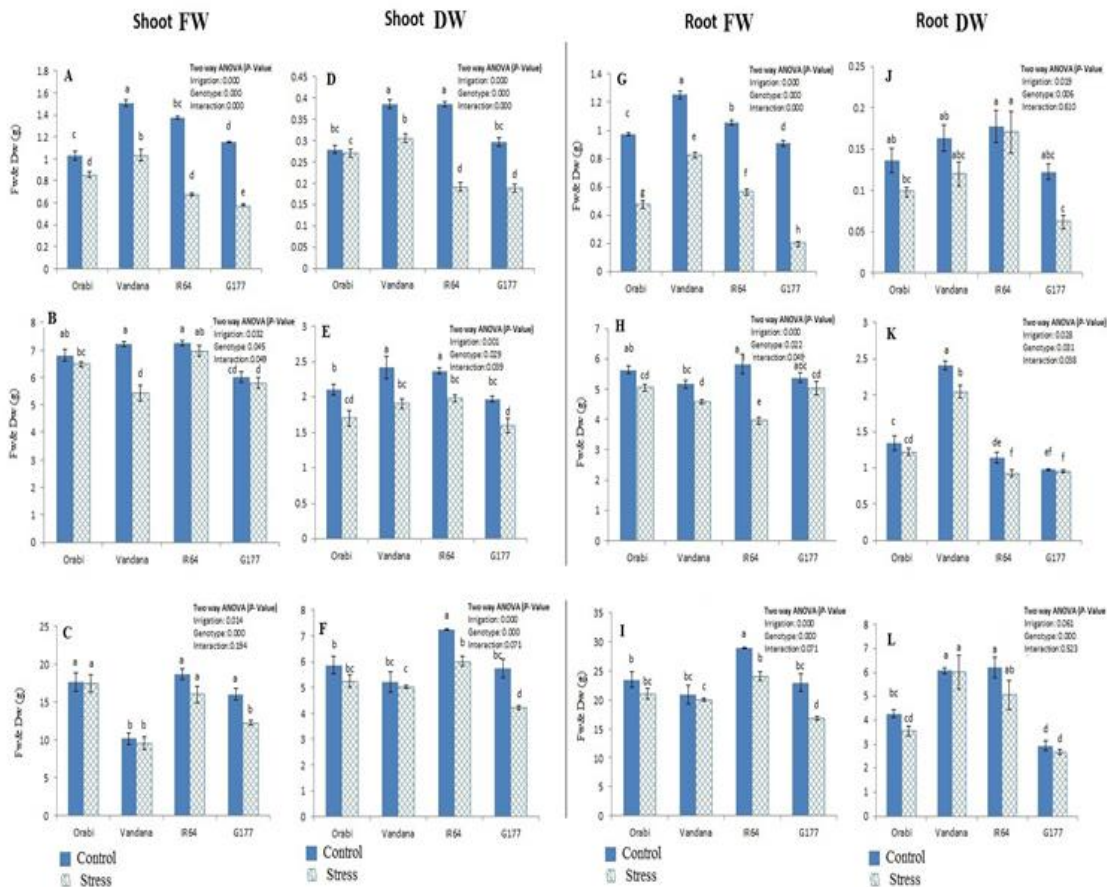 Shoot FW
Shoot DW
Root FW
Root DW
A
Two way ANOVA (P- Value)
Irrigation: 0.000
Genotype: 0.000
Interaction: 0.000
Fw& Dw (g)
1.8
1.6
1.4
1.2
1
0.8
0.6
0.4
0.2
0
c
d
a
b
bc
d
d
e
Orabi
Vandana
IR64
G177
D
Two way ANOVA (P- Value)
Irrigation: 0.000
Genotype: 0.000
Interaction: 0.000
0.45
0.4
0.35
0.3
0.25
0.2
0.15
0.1
0.05
0
bc
c
a
b
a
d
bc
d
Orabi
Vandana
IR64
G177
G
Two way ANOVA (P- Value)
Irrigation: 0.000
Genotype: 0.000
Interaction: 0.000
1.4
1.2
1
0.8
0.6
0.4
0.2
0
c
g
a
e
b
f
d
h
Orabi
Vandana
IR64
G177
J
Two way ANOVA (P- Value)
Irrigation: 0.019
Genotype: 0.006
Interaction: 0.610
0.25
0.2
0.15
0.1
0.05
0
ab
bc
ab
abc
a
a
abc
c
Orabi
Vandana
IR64
G177
B
Two way ANOVA (P- Value
Irrigation: 0.032
Genotype: 0.045
Interaction: 0.049
Fw& Dw (g)
8
7
6
5
4
3
2
1
0
ab
bc
a
d
a
ab
cd
d
Orabi
Vandana
IR64
G177
E
Two way ANOVA (P- Value)
Irrigation: 0.001
Genotype: 0.029
Interaction: 0.039
3
2.5
2
1.5
1
0.5
0
b
cd
a
bc
a
bc
bc
d
Orabi
Vandana
IR64
G177
H
Two way ANOVA (P- Value)
Irrigation: 0.000
Genotype: 0.022
Interaction: 0.049
Fw& Dw (g)
7
6
5
4
3
2
1
0
ab
cd
bc
d
a
e
abc
cd
Orabi
Vandana
IR64
G177
K
Two way ANOVA (P- Value)
3
2.5
2
1.5
1
0.5
0
c
cd
a
b
de
f
ef
f
Orabi
Vandana
IR64
G177
C
Two way ANOVA (P- Value)
Irrigation: 0.014
Genotype: 0.000
Interaction: 0.194
Fw& Dw (g)
25
20
15
10
5
0
a
a
b
b
a
a
a
b
Orabi
Vandana
IR64
G177
F
Two way ANOVA (P- Value)
Irrigation: 0.000
Genotype: 0.000
Interaction: 0.071
8
7
6
5
4
3
2
1
0
b
bc
bc
c
a
b
bc
d
Orabi
Vandana
IR64
G177
I
Two way ANOVA (P- Value
Irrigation: 0.000
Genotype: 0.000
Interaction: 0.071
Fw& Dw (g)
35
30
25
20
15
10
5
0
b
bc
bc
c
a
b
bc
d
Orabi
Vandana
IR64
G177
L
Two way ANOVA (P- Value)
Irrigation: 0.061
Genotype: 0.000
Interaction: 0.523
8
7
6
5
4
3
2
1
0
bc
cd
a
a
a
ab
d
d
Orabi
Vandana
IR64
G177
Control
Stress
Control
Stress
Control
Stress
Control
Stress